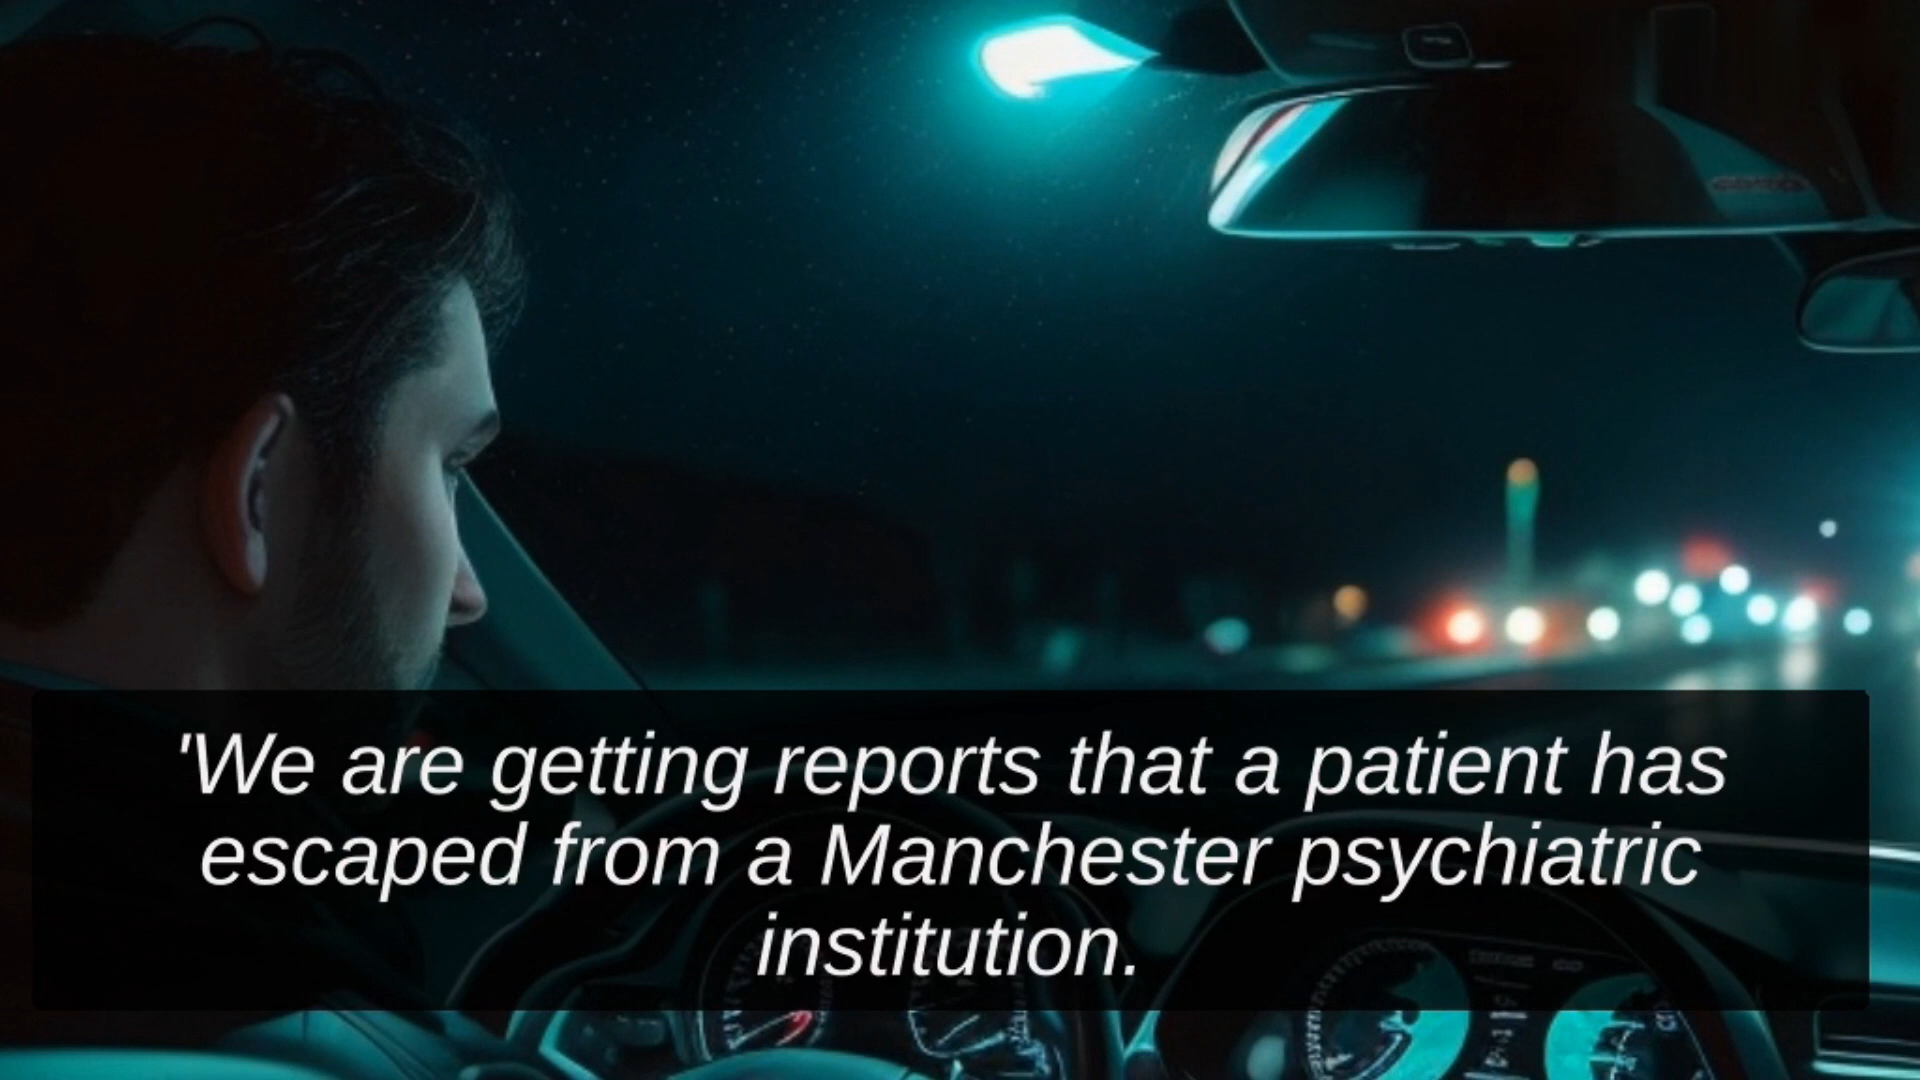 'We are getting reports that a patient has
escaped from a Manchester psychiatric
institution.